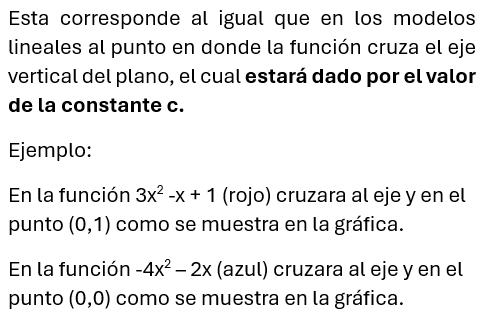 Esta corresponde al igual que en los modelos
lineales al punto en donde la función cruza el eje
vertical del plano, el cual estará dado por el valor
de la constante c.
Ejemplo:
En la función 3x² -x + 1 (rojo) cruzara al eje y en el
punto (0,1) como se muestra en la gráfica.
En la función -4x² – 2x (azul) cruzara al eje y en el
punto (0,0) como se muestra en la gráfica.